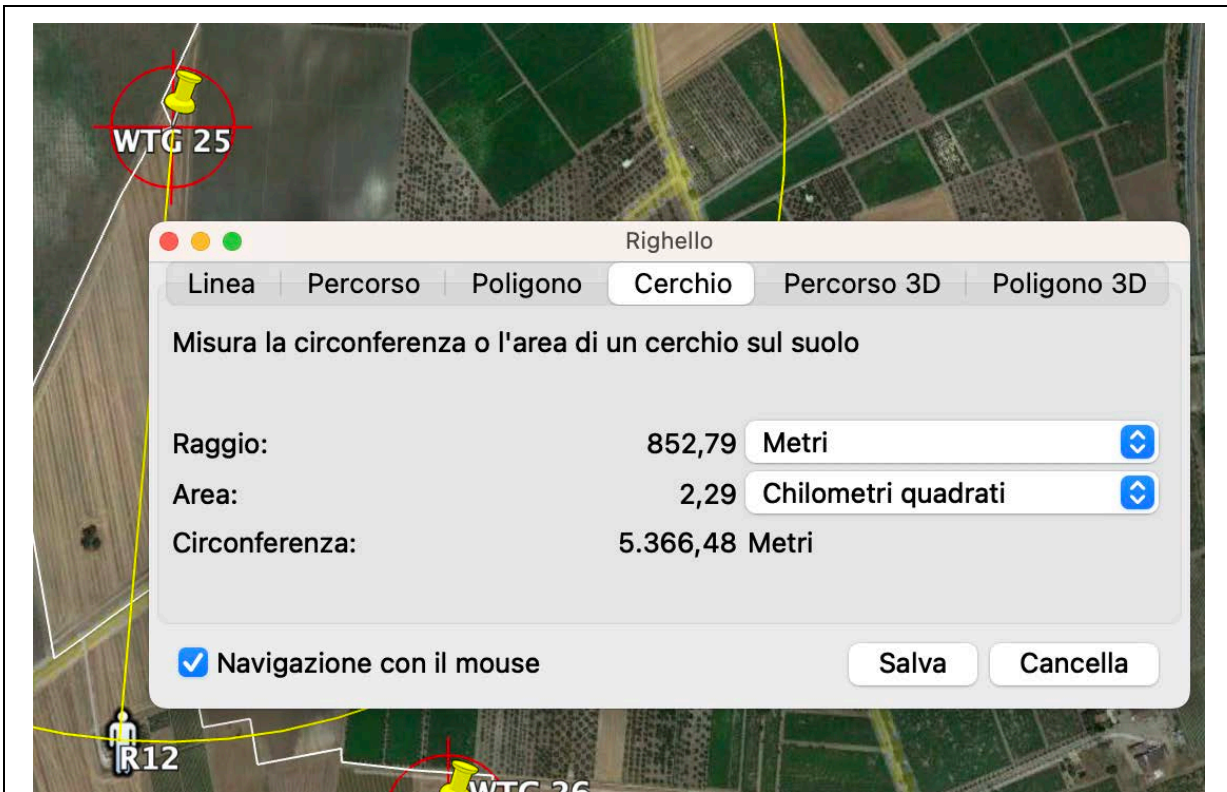 WTG 25
Righello
Linea Percorso Poligono Cerchio Percorso 3D Poligono 3D
Misura la circonferenza o l'area di un cerchio sul suolo
Raggio: 852,79 Metri
Area: 2,29 Chilometri quadrati
Circonferenza: 5.366,48 Metri
Navigazione con il mouse Salva Cancella
R12
WTG 26